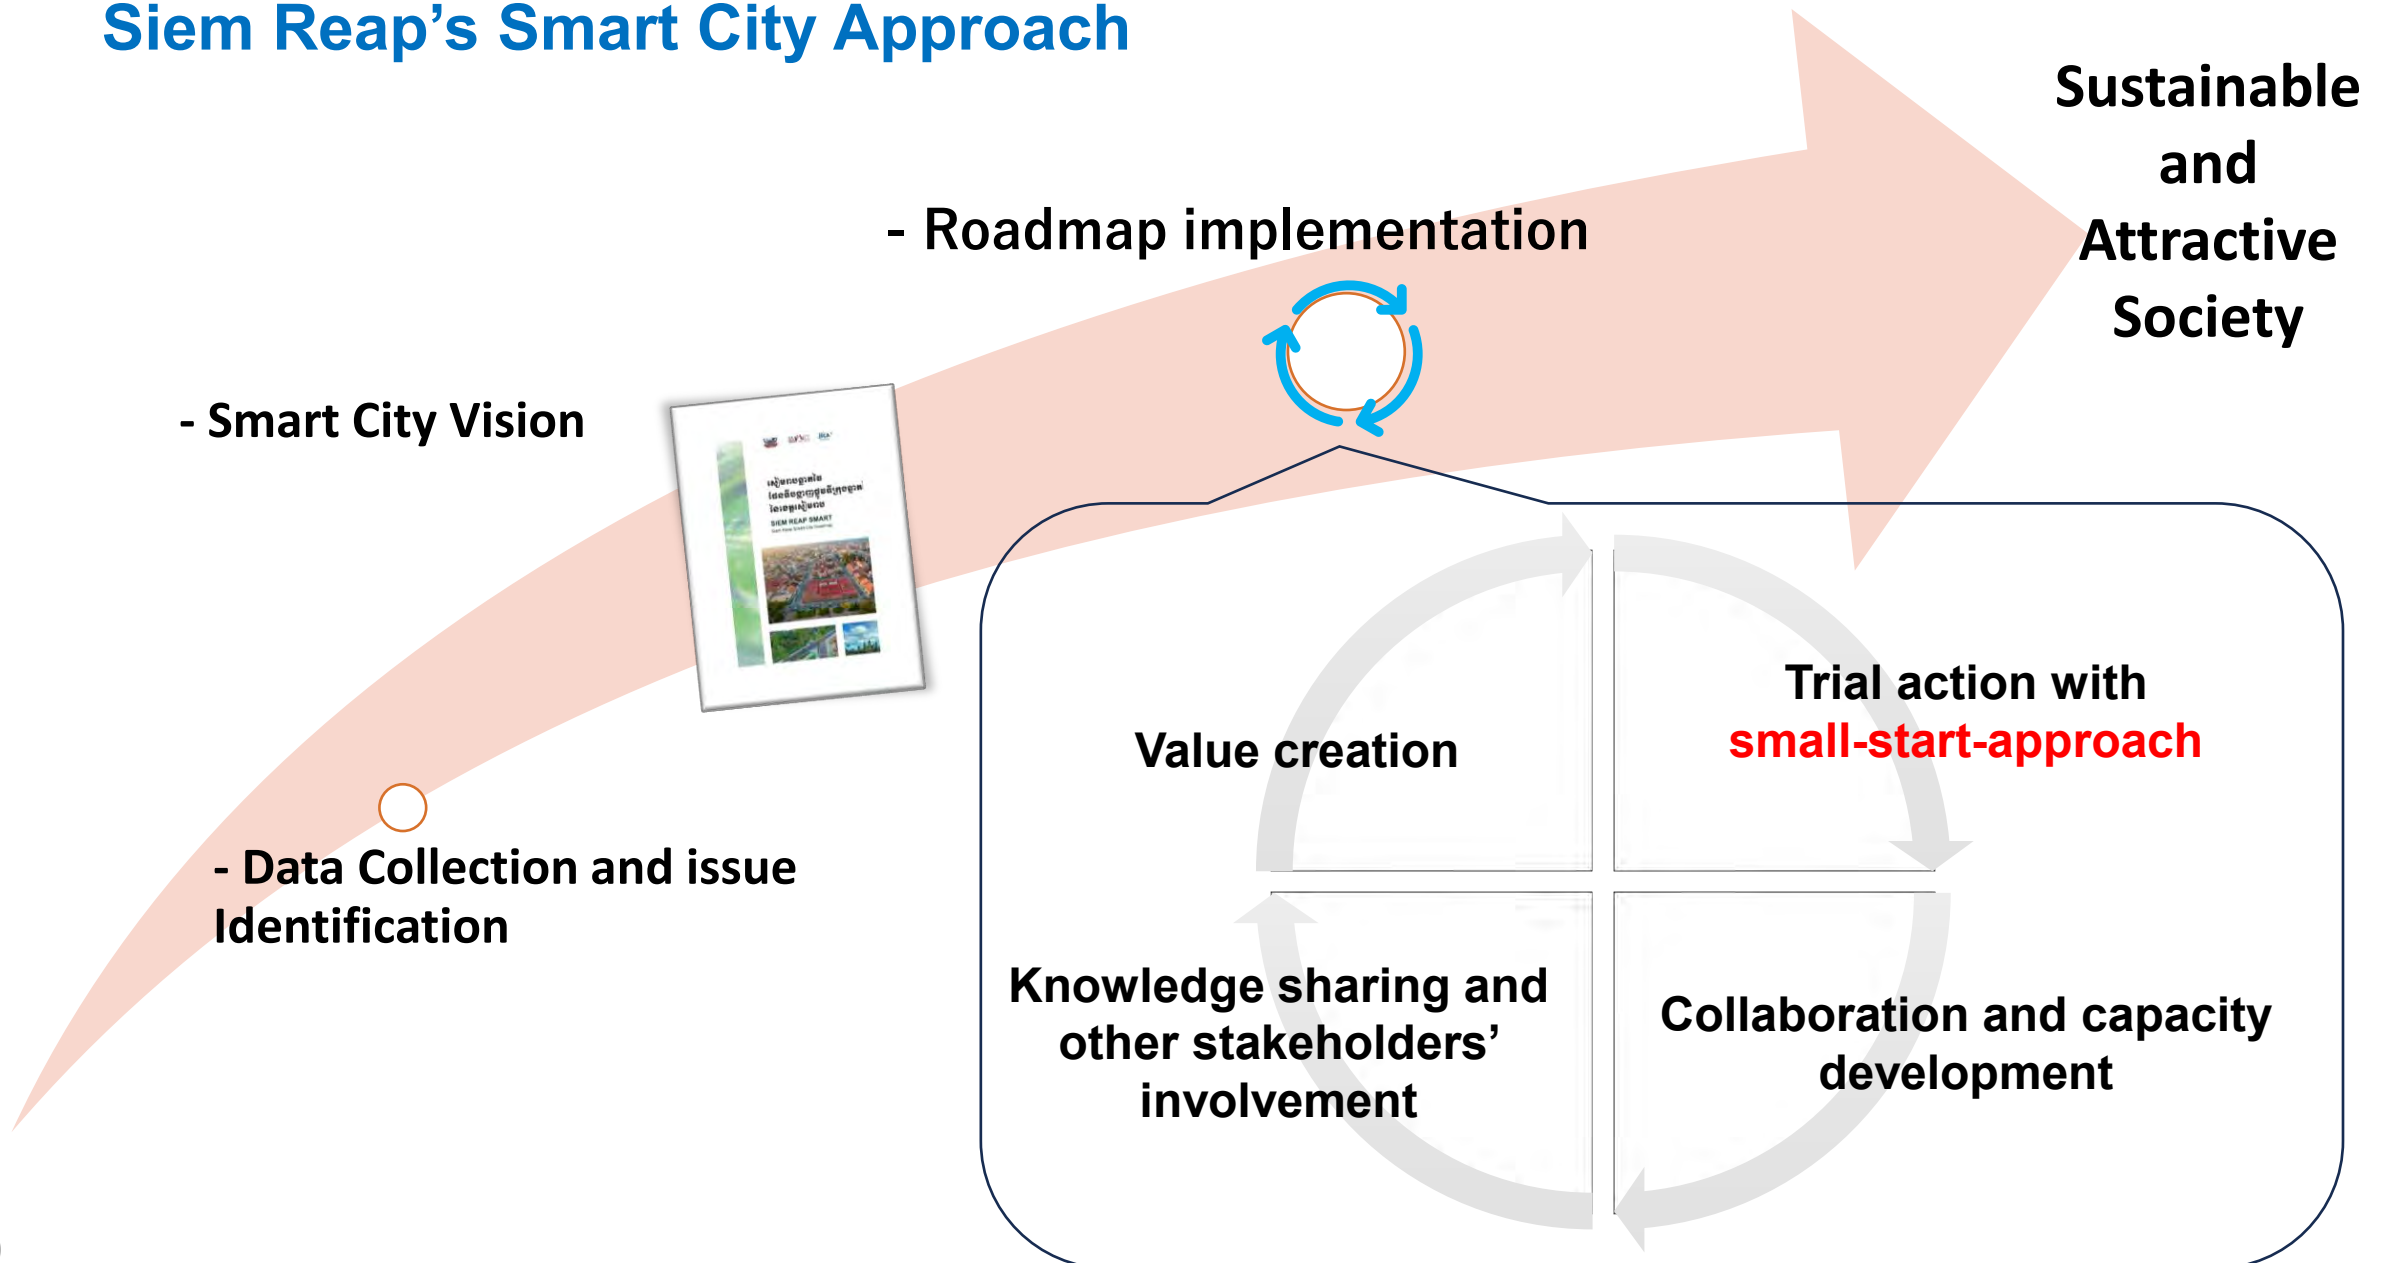 Siem Reap’s Smart City Approach
Sustainable
and
Attractive
Society
- Roadmap implementation
- Smart City Vision
SIEM REAP SMART
- Data Collection and issue
Identification
Value creation
Trial action with
small-start-approach
Knowledge sharing and
other stakeholders’
involvement
Collaboration and capacity
development